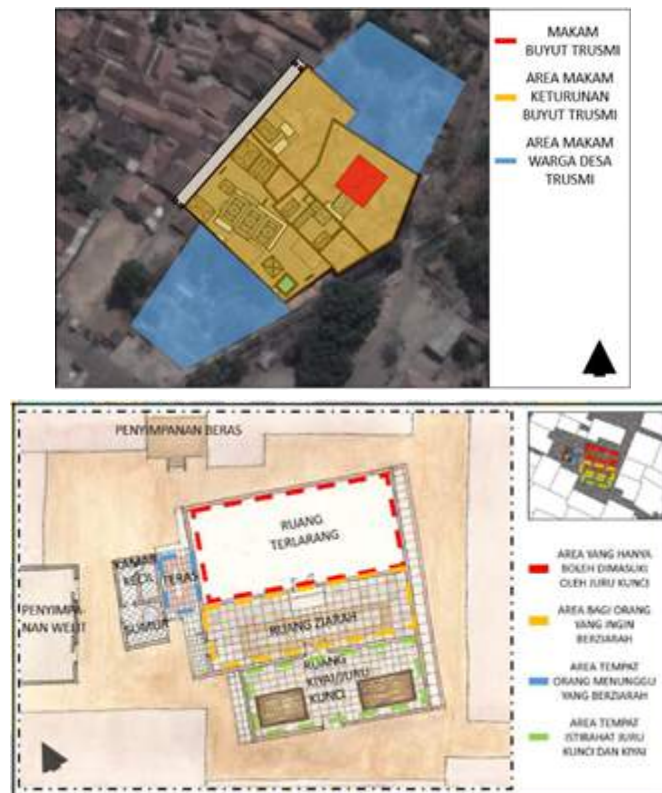 MAKAM
BUYUT TRUSMI
AREA MAKAM
KETURUNAN
BUYUT TRUSMI
AREA MAKAM
WARGA DESA
TRUSMI
PENYIMPANAN BERAS
RUANG
TERLARANG
KAMAR
KECIL
TERAS
PENYIMPA-
NAN WELIT
SUMUR
RUANG ZIARAH
RUANG
KIYAI/JURU
KUNCI
AREA YANG HANYA
BOLEH DIMASUKI
OLEH JURU KUNCI
AREA BAGI ORANG
YANG INGIN
BERZIARAH
AREA TEMPAT
ORANG MENUNGGU
YANG BERZIARAH
AREA TEMPAT
ISTIRAHAT JURU
KUNCI DAN KIYAI